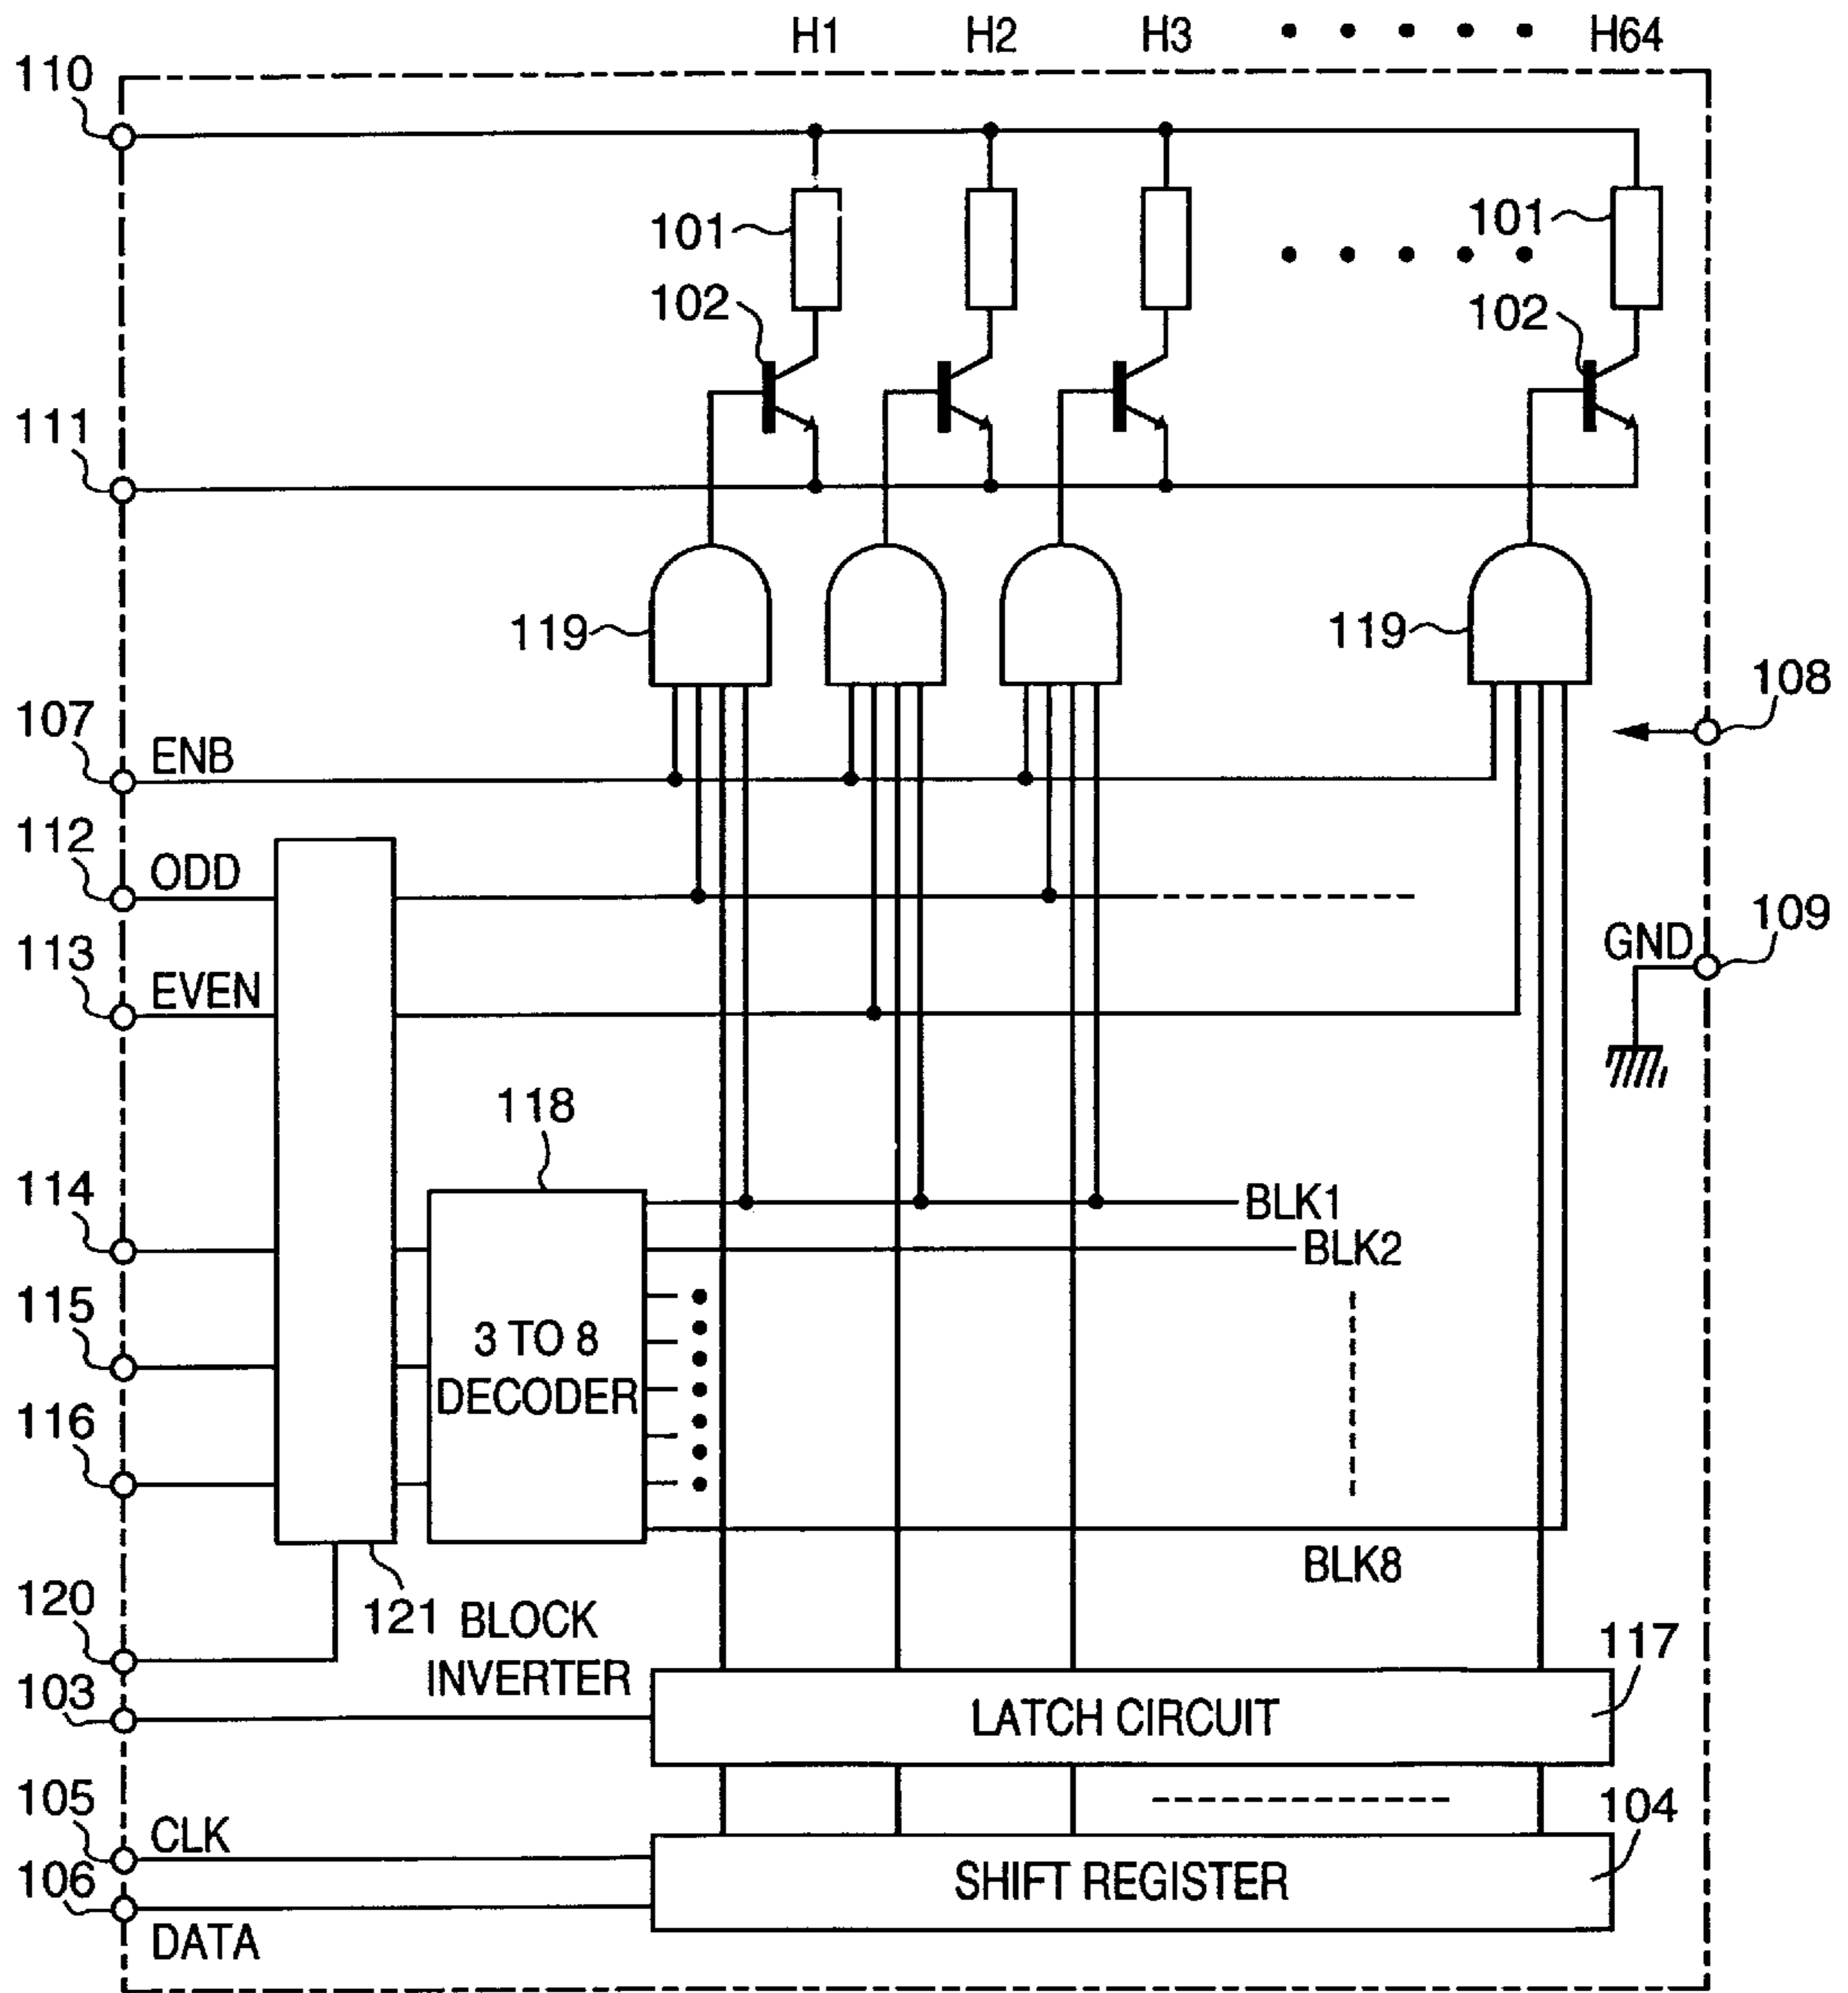 H1 H2 H3 H64
110
101 101
102 102
111
119 119
108
107
ENB
112
ODD
109
GND
113
EVEN
118
114
BLK1
BLK2
115
3 TO 8
DECODER
116
BLK8
120
121 BLOCK
INVERTER
117
103
LATCH CIRCUIT
105
CLK
104
106
SHIFT REGISTER
DATA